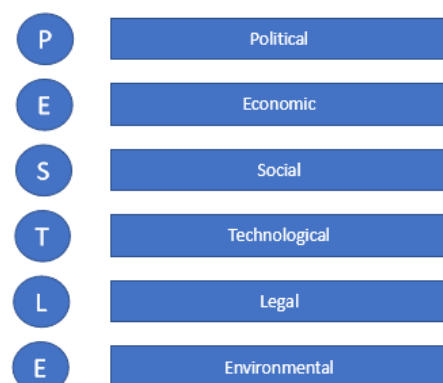 P Political
E Economic
S Social
T Technological
L Legal
E Environmental